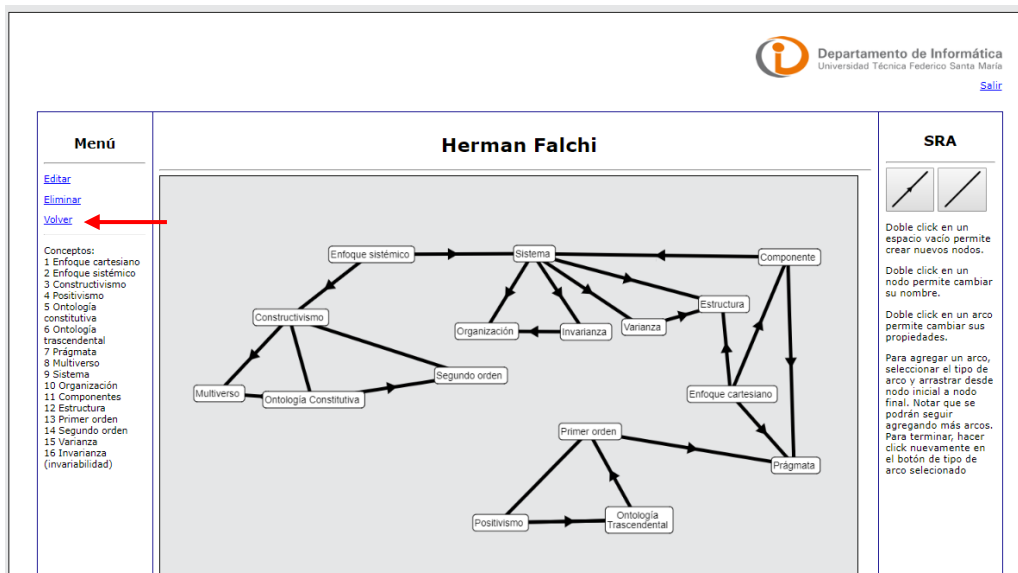 Departamento de Informática
Universidad Técnica Federico Santa María
Salir
Menú
Editar
Eliminar
Volver
Conceptos:
1 Enfoque cartesiano
2 Enfoque sistémico
3 Constructivismo
4 Positivismo
5 Ontología
constitutiva
6 Ontología
trascendental
7 Prágmata
8 Multiverso
9 Sistema
10 Organización
11 Componentes
12 Estructura
13 Primer orden
14 Segundo orden
15 Varianza
16 Invarianza
(invariabilidad)
Herman Falchi
Enfoque sistémico
Sistema
Componente
Estructura
Constructivismo
Organización
Invarianza
Varianza
Segundo orden
Multiverso
Ontología Constitutiva
Enfoque cartesiano
Primer orden
Prágmata
Positivismo
Ontología
Trascendental
SRA
Doble click en un
espacio vacío permite
crear nuevos nodos.
Doble click en un
nodo permite cambiar
su nombre.
Doble click en un arco
permite cambiar sus
propiedades.
Para agregar un arco,
seleccionar el tipo de
arco y arrastrar desde
nodo inicial a nodo
final. Notar que se
podrán seguir
agregando más arcos.
Para terminar, hacer
click nuevamente en
el botón de tipo de
arco selecionado